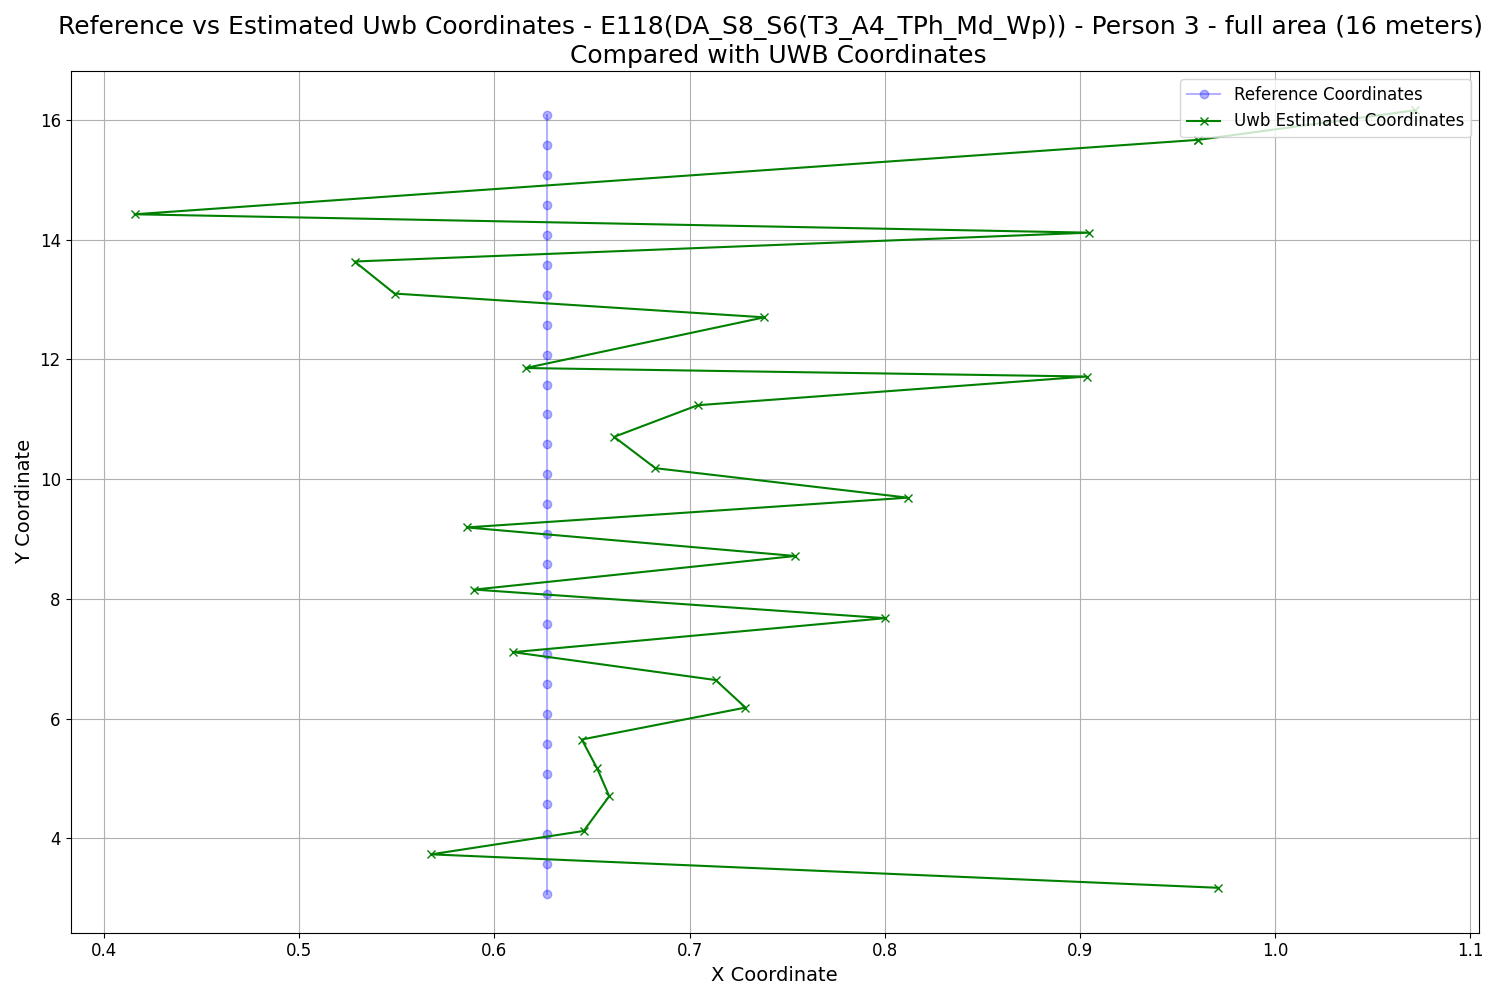 Reference vs Estimated Uwb Coordinates - E118(DA_S8_S6(T3_A4_TPh_Md_Wp)) - Person 3 - full area (16 meters)
Compared with UWB Coordinates
Reference Coordinates
Uwb Estimated Coordinates
Y Coordinate
16
14
12
10
8
6
4
0.4 0.5 0.6 0.7 0.8 0.9 1.0 1.1
X Coordinate